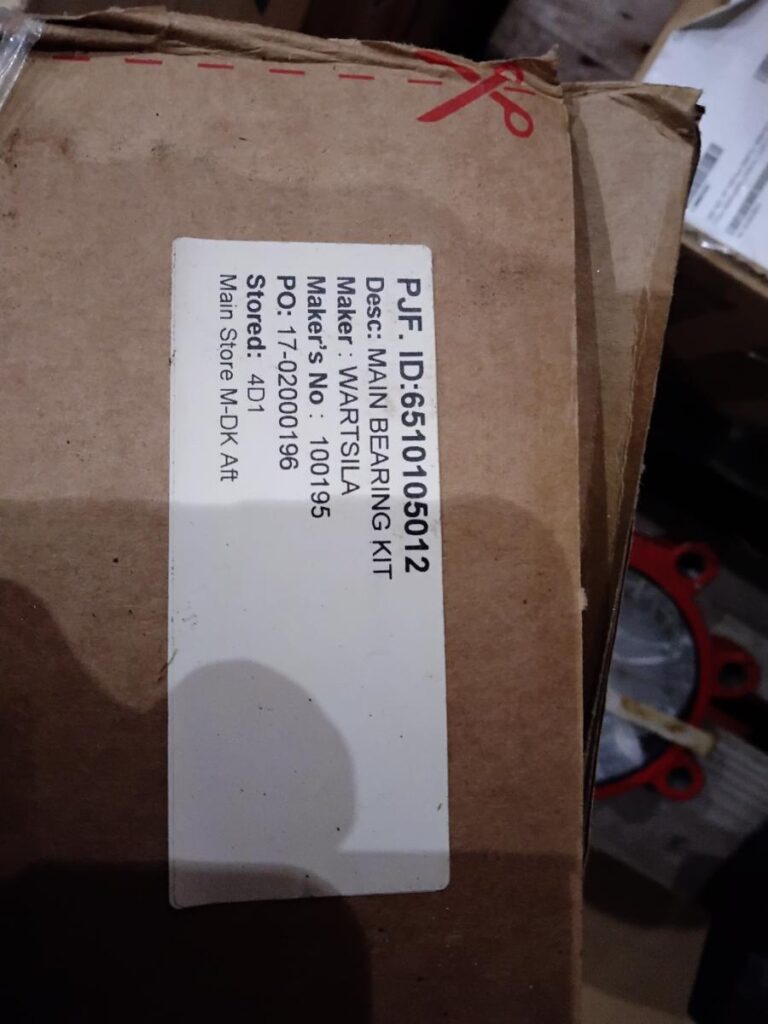 PJF. ID:6510105012
Desc: MAIN BEARING KIT
Maker : WARTSILA
Maker's No : 100195
PO: 17-02000196
Stored: 4D1
Main Store M-DK Aft